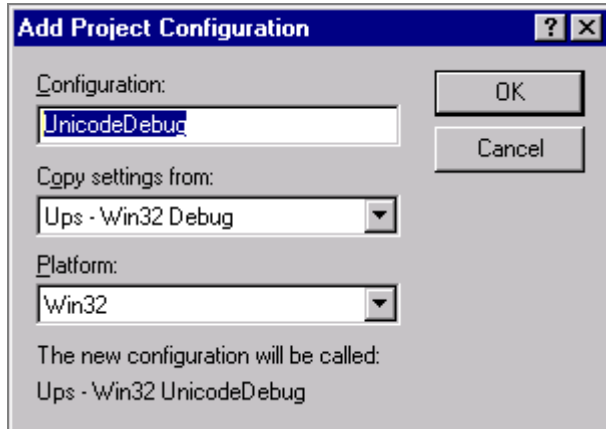 Add Project Configuration
Configuration:
OK
UnicodeDebug
Cancel
Copy settings from:
Ups - Win32 Debug
Platform:
Win32
The new configuration will be called:
Ups - Win32 UnicodeDebug